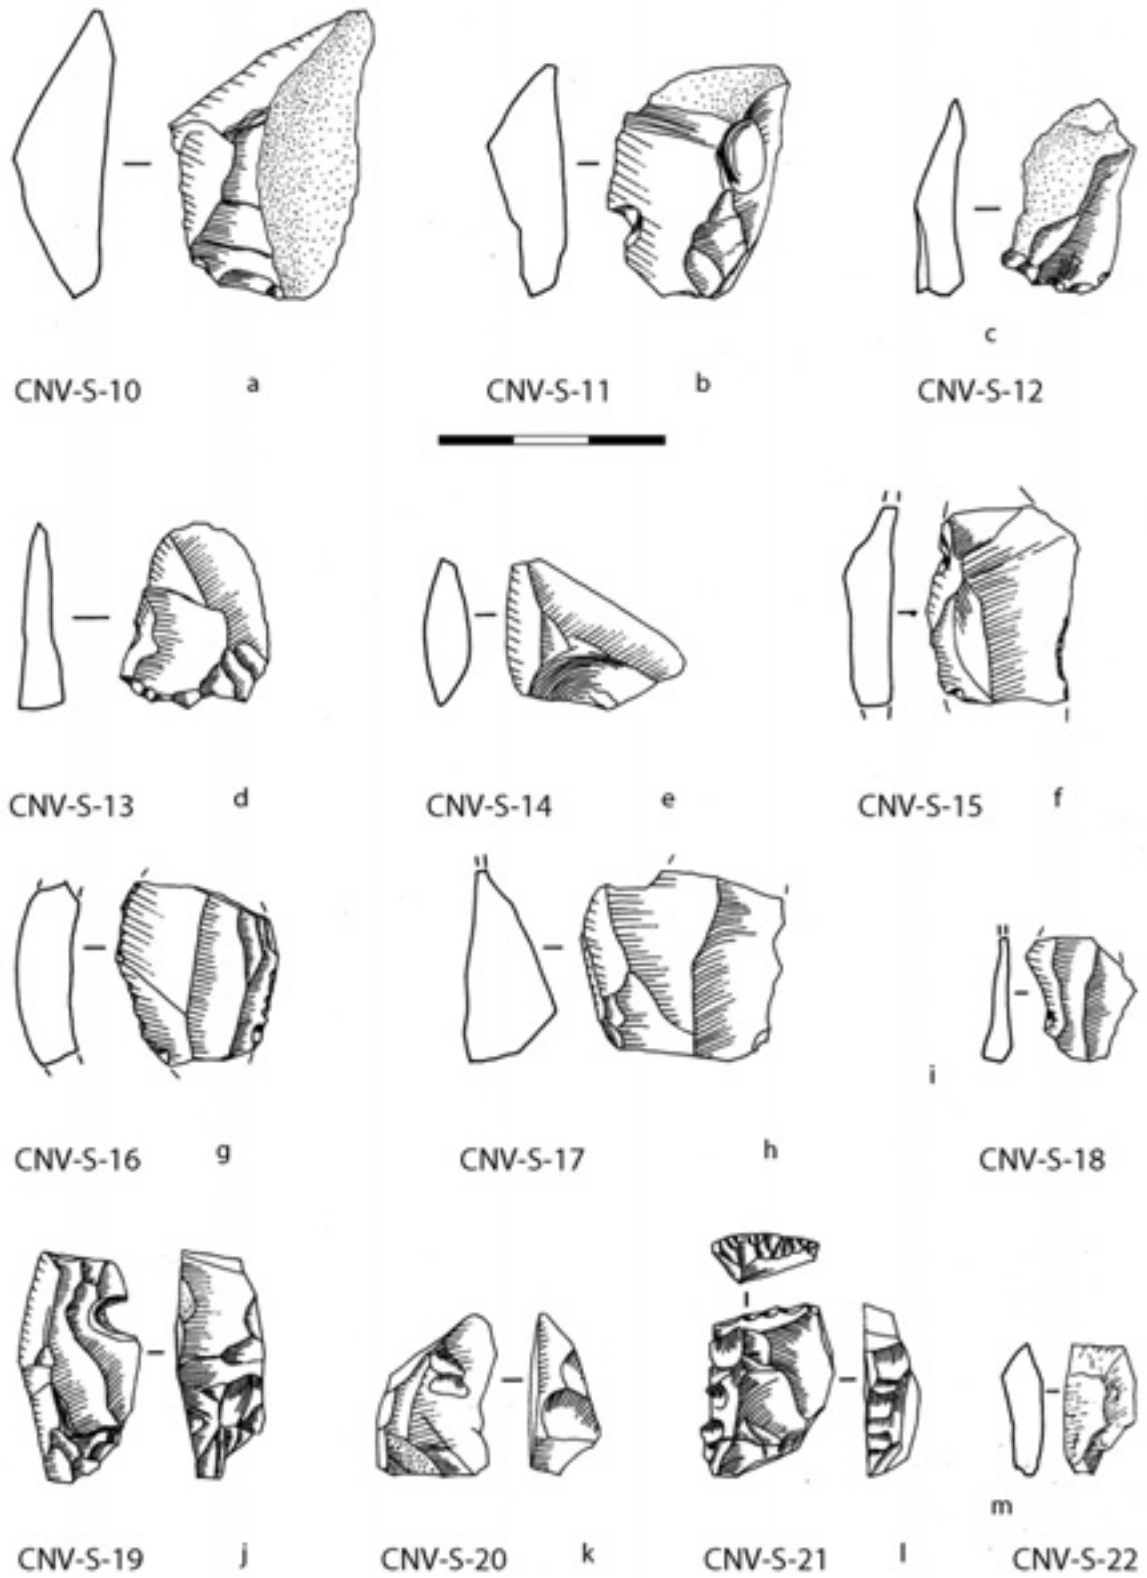 c
CNV-S-10 a CNV-S-11 b CNV-S-12
CNV-S-13 d CNV-S-14 e CNV-S-15 f
i
CNV-S-16 g CNV-S-17 h CNV-S-18
m
CNV-S-19 j CNV-S-20 k CNV-S-21 l CNV-S-22